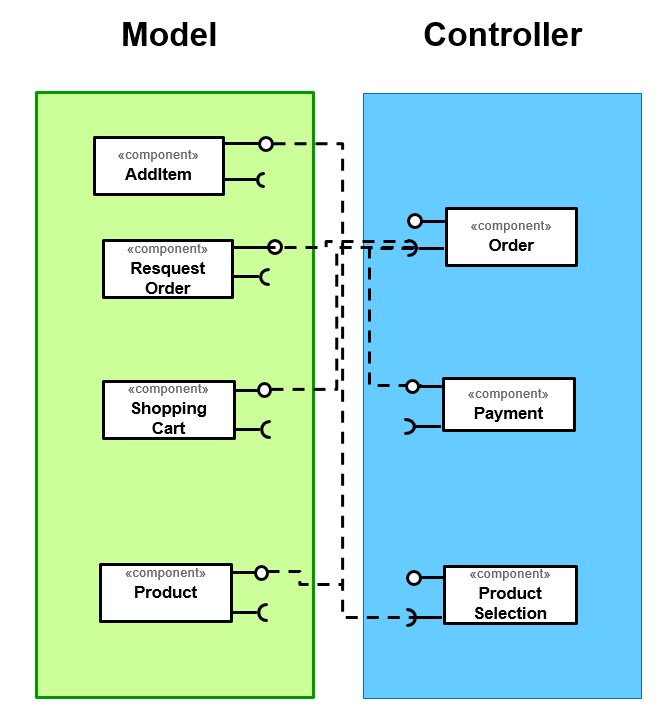 Model
Controller
«component»
AddItem
«component»
Resquest
Order
«component»
Shopping
Cart
«component»
Product
«component»
Order
«component»
Payment
«component»
Product
Selection